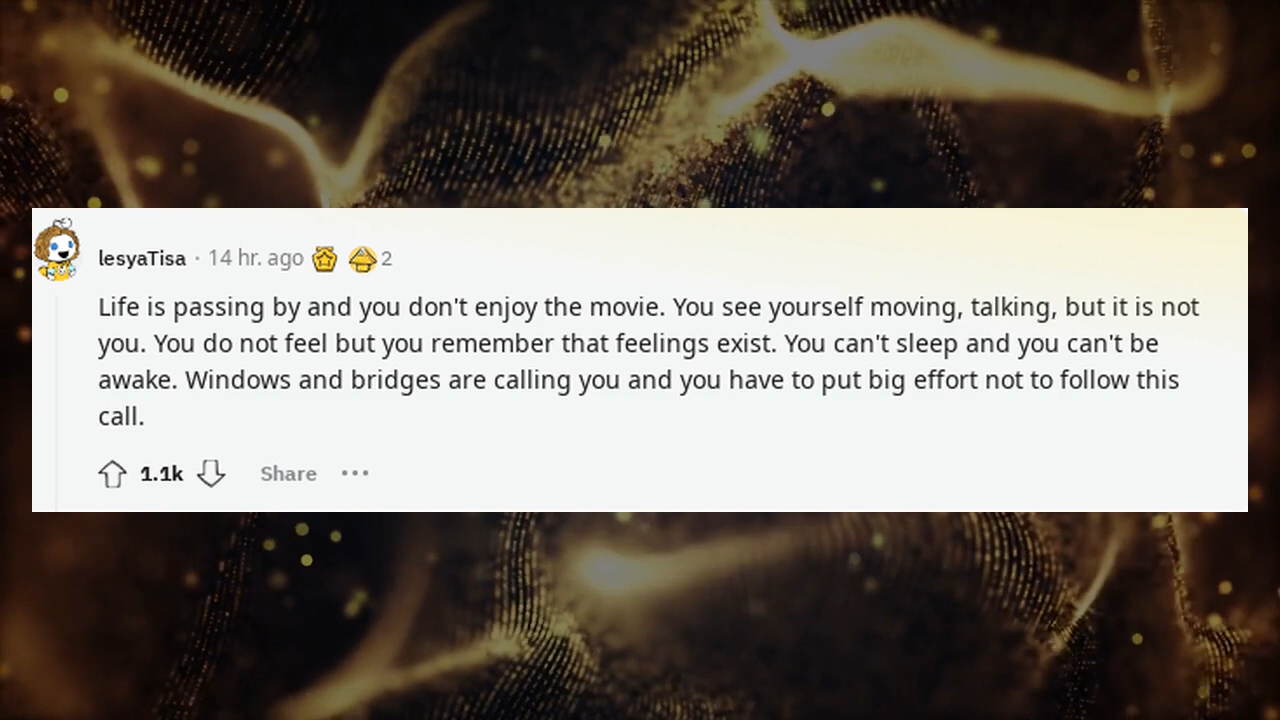 lesyaTisa · 14 hr. ago 2
Life is passing by and you don't enjoy the movie. You see yourself moving, talking, but it is not
you. You do not feel but you remember that feelings exist. You can't sleep and you can't be
awake. Windows and bridges are calling you and you have to put big effort not to follow this
call.
1.1k Share ···